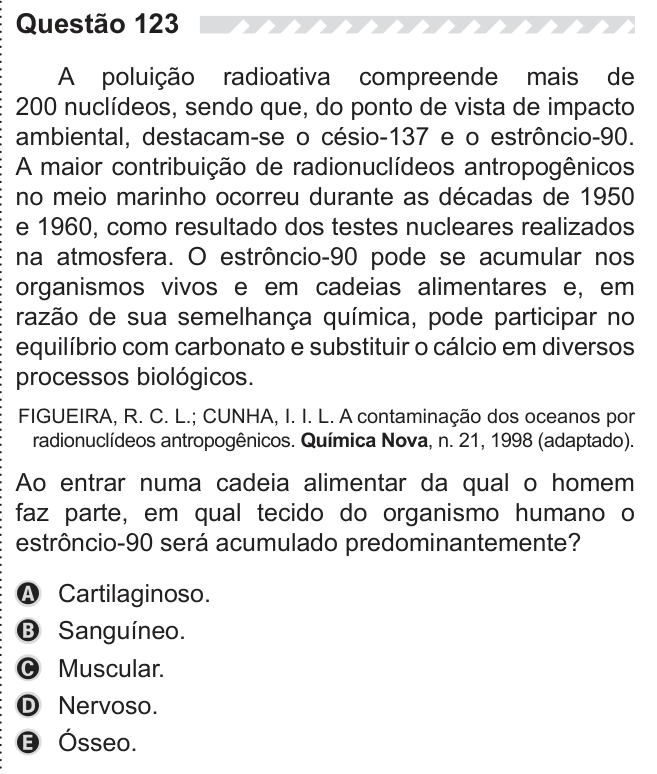 Questão 123
A poluição radioativa compreende mais de
200 nuclídeos, sendo que, do ponto de vista de impacto
ambiental, destacam-se o césio-137 e o estrôncio-90.
A maior contribuição de radionuclídeos antropogênicos
no meio marinho ocorreu durante as décadas de 1950
e 1960, como resultado dos testes nucleares realizados
na atmosfera. O estrôncio-90 pode se acumular nos
organismos vivos e em cadeias alimentares e, em
razão de sua semelhança química, pode participar no
equilíbrio com carbonato e substituir o cálcio em diversos
processos biológicos.
FIGUEIRA, R. C. L.; CUNHA, I. I. L. A contaminação dos oceanos por
radionuclídeos antropogênicos. Química Nova, n. 21, 1998 (adaptado).
Ao entrar numa cadeia alimentar da qual o homem
faz parte, em qual tecido do organismo humano o
estrôncio-90 será acumulado predominantemente?
A Cartilaginoso.
B Sanguíneo.
C Muscular.
D Nervoso.
E Ósseo.